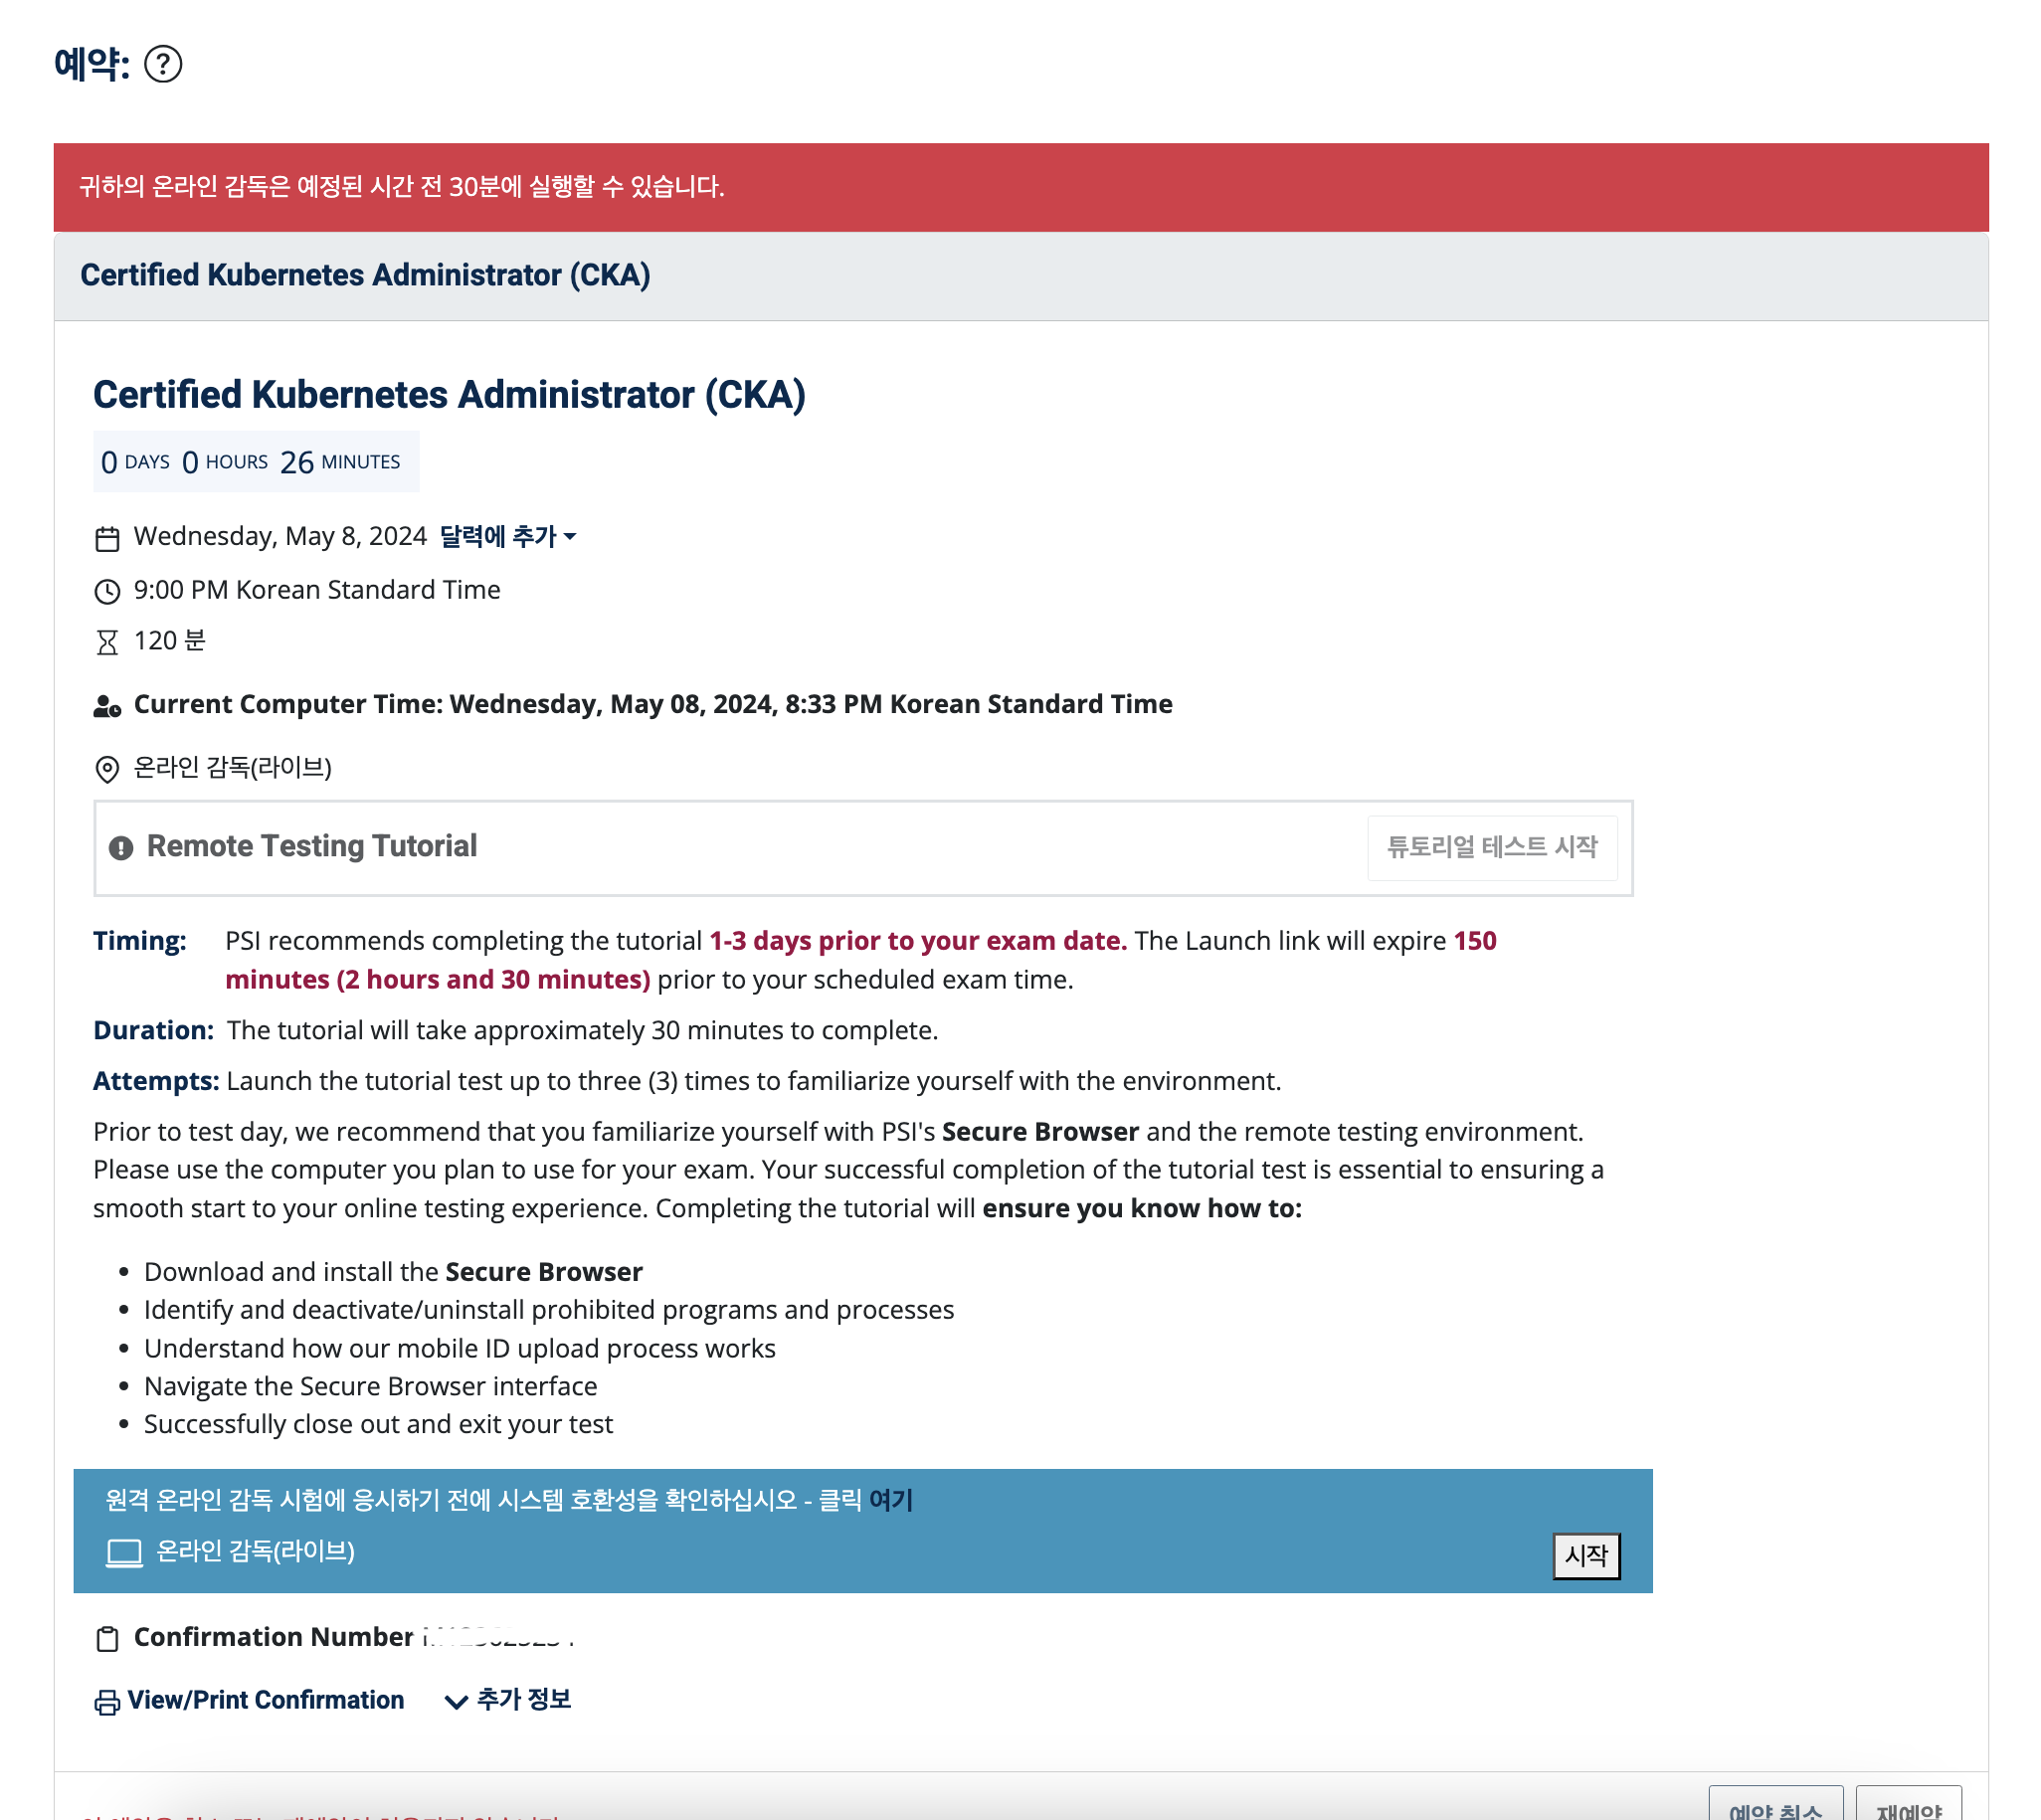 예약: ?
귀하의 온라인 감독은 예정된 시간 전 30분에 실행할 수 있습니다.
Certified Kubernetes Administrator (CKA)
Certified Kubernetes Administrator (CKA)
0 DAYS 0 HOURS 26 MINUTES
Wednesday, May 8, 2024 달력에 추가
9:00 PM Korean Standard Time
120 분
Current Computer Time: Wednesday, May 08, 2024, 8:33 PM Korean Standard Time
온라인 감독(라이브)
Remote Testing Tutorial 튜토리얼 테스트 시작
Timing: PSI recommends completing the tutorial 1-3 days prior to your exam date. The Launch link will expire 150
minutes (2 hours and 30 minutes) prior to your scheduled exam time.
Duration: The tutorial will take approximately 30 minutes to complete.
Attempts: Launch the tutorial test up to three (3) times to familiarize yourself with the environment.
Prior to test day, we recommend that you familiarize yourself with PSI's Secure Browser and the remote testing environment.
Please use the computer you plan to use for your exam. Your successful completion of the tutorial test is essential to ensuring a
smooth start to your online testing experience. Completing the tutorial will ensure you know how to:
• Download and install the Secure Browser
• Identify and deactivate/uninstall prohibited programs and processes
• Understand how our mobile ID upload process works
• Navigate the Secure Browser interface
• Successfully close out and exit your test
원격 온라인 감독 시험에 응시하기 전에 시스템 호환성을 확인하십시오 - 클릭 여기
온라인 감독(라이브) 시작
Confirmation Number
View/Print Confirmation 추가 정보
예약 취소 재예약